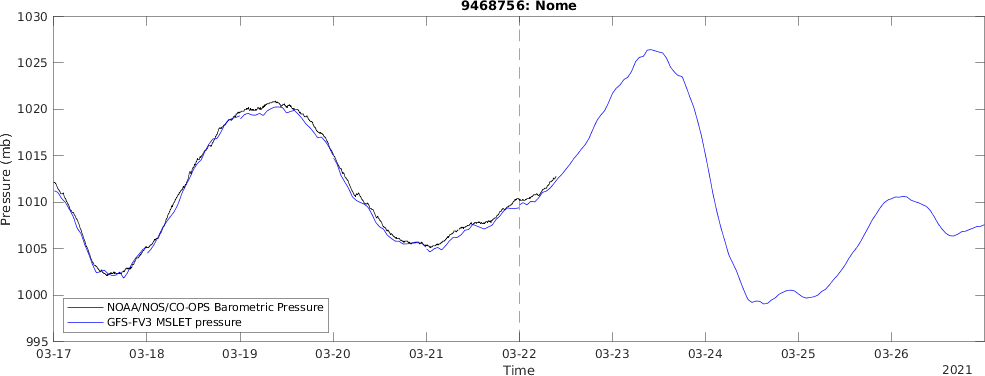 9468756: Nome
1030
1025
1020
1015
1010
1005
1000
995
Pressure (mb)
NOAA/NOS/CO-OPS Barometric Pressure
GFS-FV3 MSLET pressure
03-17 03-18 03-19 03-20 03-21 03-22 03-23 03-24 03-25 03-26
Time
2021